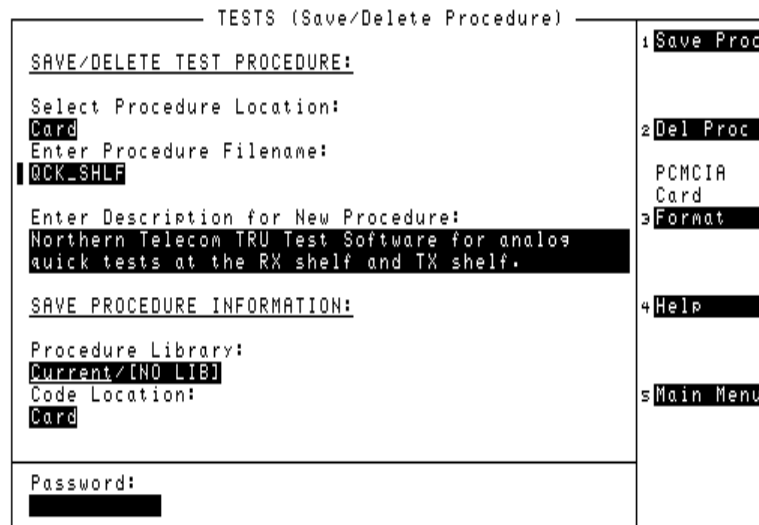 TESTS (Save/Delete Procedure)
SAVE/DELETE TEST PROCEDURE:
Select Procedure Location:
Card
Enter Procedure Filename:
QCK_SHLF
Enter Description for New Procedure:
Northern Telecom TRU Test Software for analog
quick tests at the RX shelf and TX shelf.
SAVE PROCEDURE INFORMATION:
Procedure Library:
Current/[NO LIB]
Code Location:
Card
Password:
1 Save Proc
2 Del Proc
PCMCIA
Card
3 Format
4 Help
5 Main Menu